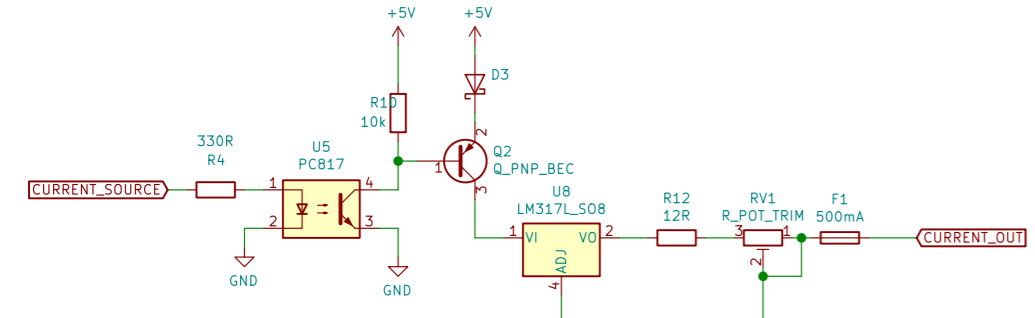 +5V
+5V
D3
R10
10k
2
330R
R4
U5
PC817
1
Q2
Q_PNP_BEC
3
CURRENT_SOURCE
1
4
2
3
U8
LM317L_SO8
VI
VO
ADJ
1
2
4
R12
12R
RV1
R_POT_TRIM
3
1
2
F1
500mA
CURRENT_OUT
GND
GND